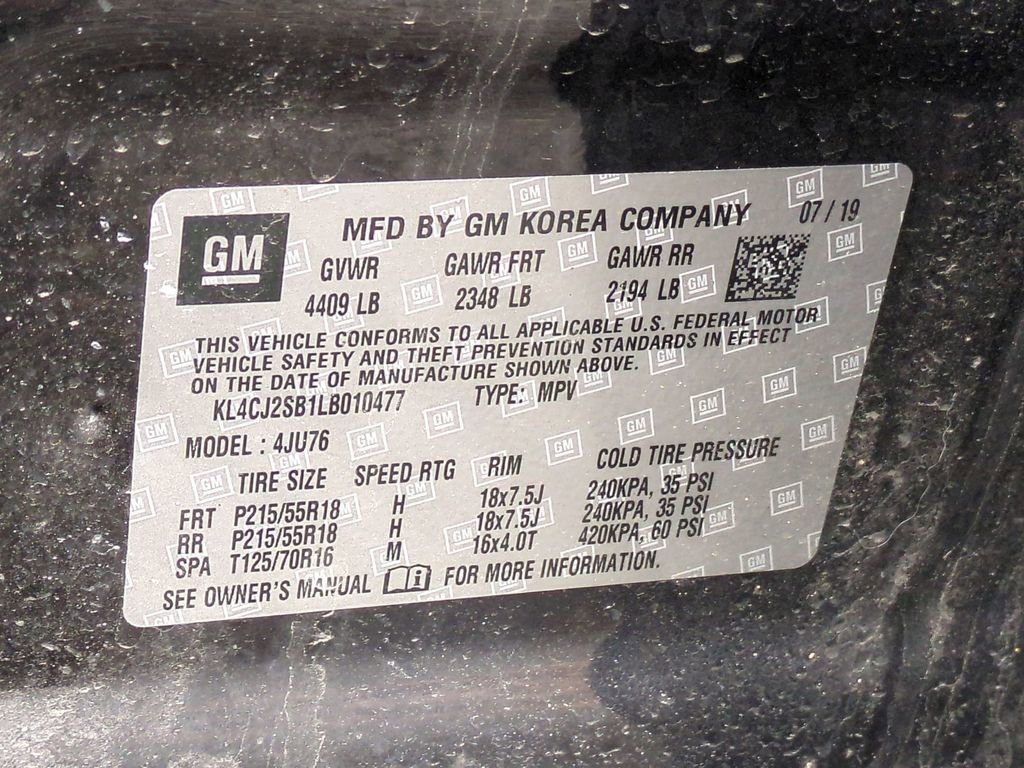 GM
MFD BY GM KOREA COMPANY 07 / 19
GVWR GAWR FRT GAWR RR
4409 LB 2348 LB 2194 LB
THIS VEHICLE CONFORMS TO ALL APPLICABLE U.S. FEDERAL MOTOR
VEHICLE SAFETY AND THEFT PREVENTION STANDARDS IN EFFECT
ON THE DATE OF MANUFACTURE SHOWN ABOVE.
KL4CJ2SB1LB010477 TYPE: MPV
MODEL : 4JU76
TIRE SIZE SPEED RTG RIM COLD TIRE PRESSURE
FRT P215/55R18 H 18x7.5J 240KPA, 35 PSI
RR P215/55R18 H 18x7.5J 240KPA, 35 PSI
SPA T125/70R16 M 16x4.0T 420KPA, 60 PSI
SEE OWNER'S MANUAL FOR MORE INFORMATION.